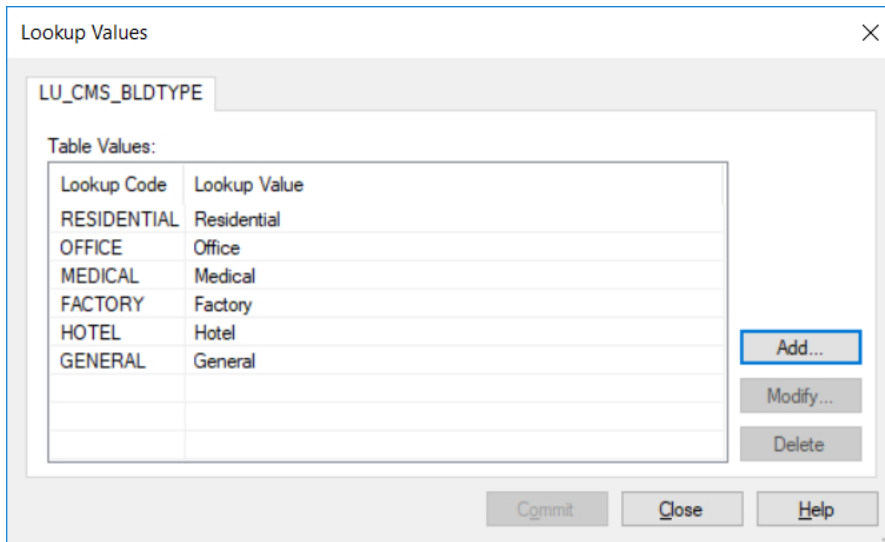 Lookup Values
LU_CMS_BLDTYPE
Table Values:
Lookup Code Lookup Value
RESIDENTIAL Residential
OFFICE Office
MEDICAL Medical
FACTORY Factory
HOTEL Hotel
GENERAL General
Add...
Modify...
Delete
Commit Close Help